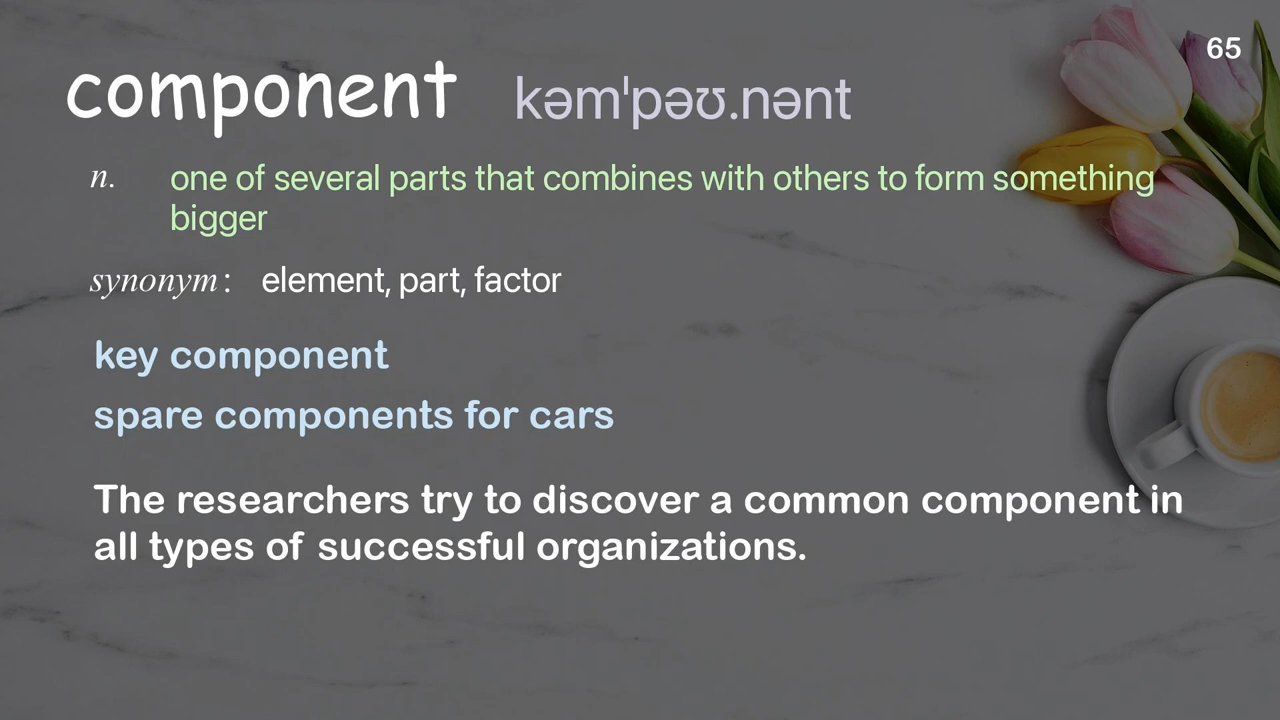 65
component kəmˈpəʊ.nənt
n. one of several parts that combines with others to form something
bigger
synonym: element, part, factor
key component
spare components for cars
The researchers try to discover a common component in
all types of successful organizations.